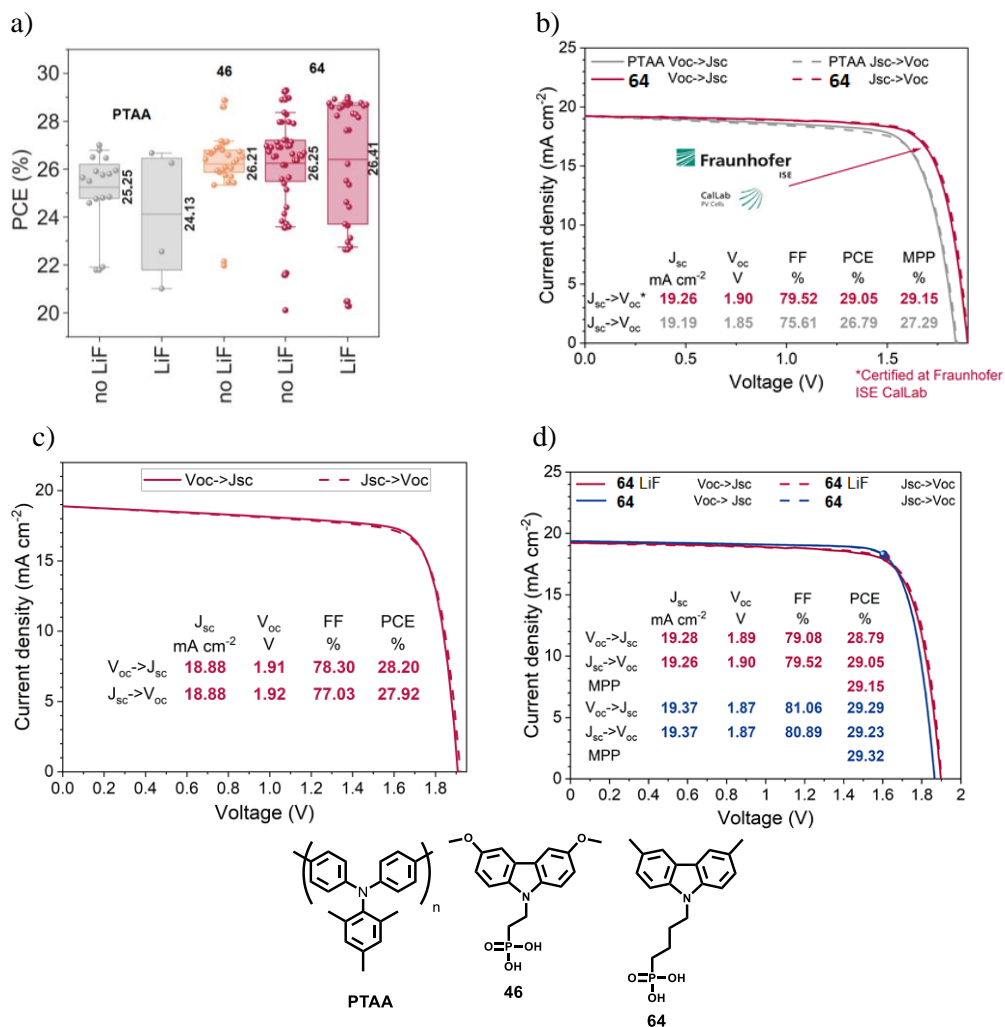 a)
PCE (%)
30
28
26
24
22
20
PTAA
46
64
25.25
24.13
26.21
26.25
26.41
no LiF
LiF
no LiF
no LiF
LiF
b)
Current density (mA cm⁻²)
25
20
15
10
5
0
PTAA Voc->Jsc
PTAA Jsc->Voc
64 Voc->Jsc
64 Jsc->Voc
Fraunhofer
ISE
CalLab
PV Cells
Jsc Voc FF PCE MPP
mA cm⁻² V % % %
Jsc->Voc* 19.26 1.90 79.52 29.05 29.15
Jsc->Voc 19.19 1.85 75.61 26.79 27.29
0.0 0.5 1.0 1.5
Voltage (V)
*Certified at Fraunhofer
ISE CalLab
c)
Current density (mA cm⁻²)
20
15
10
5
0
Voc->Jsc
Jsc->Voc
Jsc Voc FF PCE
mA cm⁻² V % %
Voc->Jsc 18.88 1.91 78.30 28.20
Jsc->Voc 18.88 1.92 77.03 27.92
0.0 0.2 0.4 0.6 0.8 1.0 1.2 1.4 1.6 1.8
Voltage (V)
d)
Current density (mA cm⁻²)
25
20
15
10
5
0
64 LiF Voc->Jsc
64 LiF Jsc->Voc
64 Voc->Jsc
64 Jsc->Voc
Jsc Voc FF PCE
mA cm⁻² V % %
Voc->Jsc 19.28 1.89 79.08 28.79
Jsc->Voc 19.26 1.90 79.52 29.05
MPP 29.15
Voc->Jsc 19.37 1.87 81.06 29.29
Jsc->Voc 19.37 1.87 80.89 29.23
MPP 29.32
0.0 0.2 0.4 0.6 0.8 1.0 1.2 1.4 1.6 1.8 2
Voltage (V)
N
n
PTAA
O
O
N
O
P
OH
OH
46
N
O
P
OH
OH
64